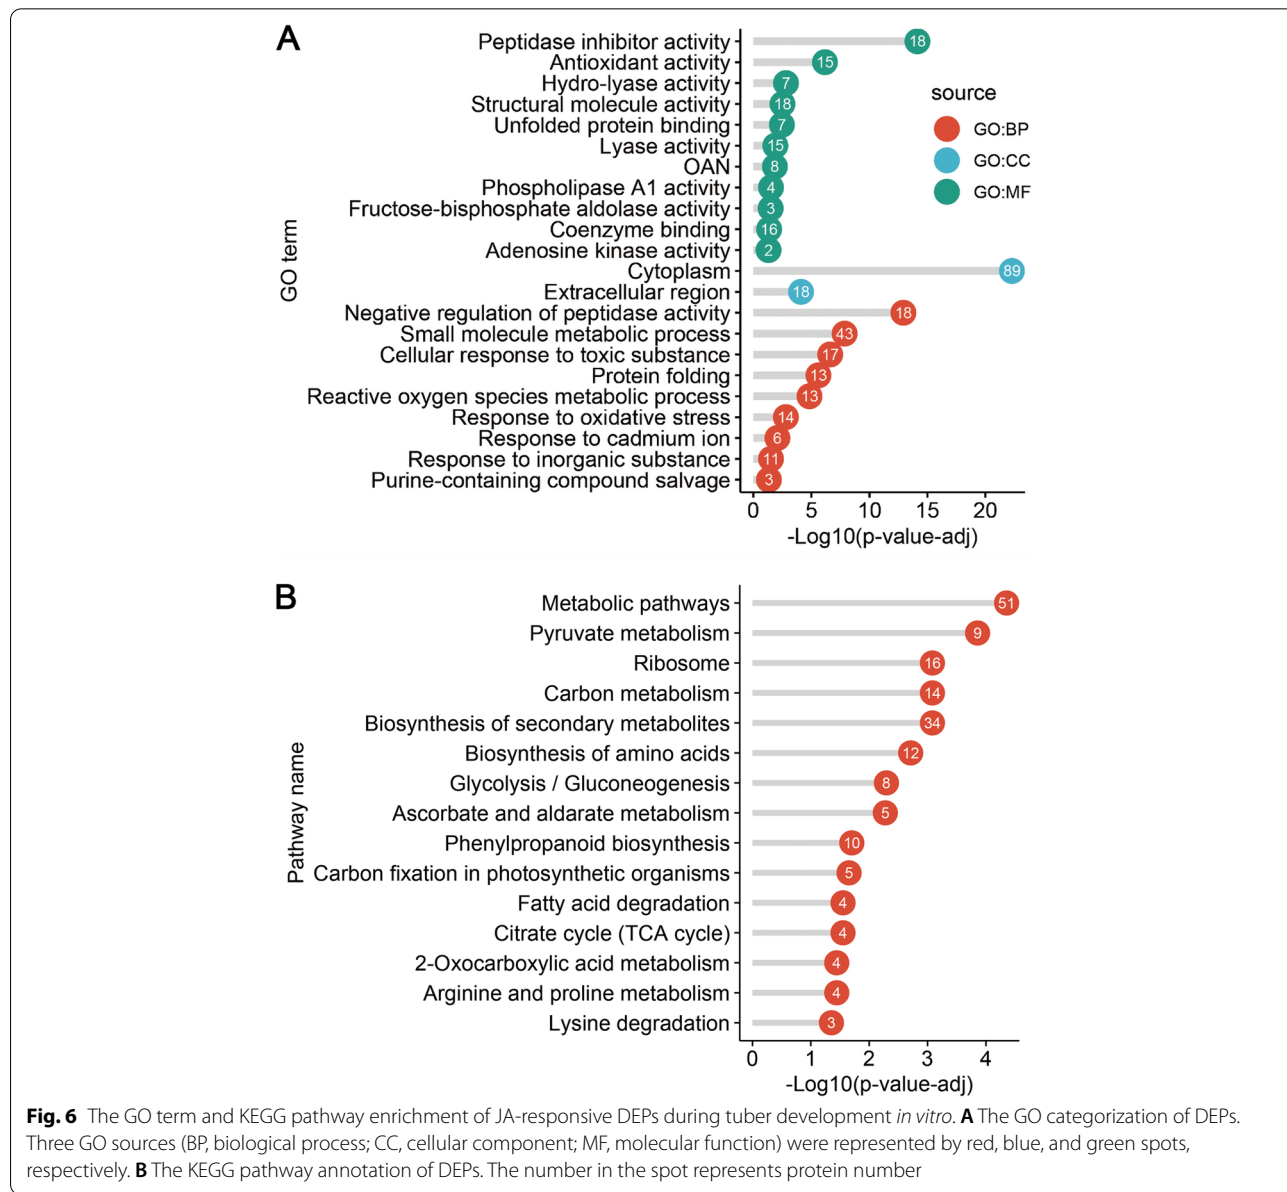 A
Peptidase inhibitor activity 18
Antioxidant activity 15
Hydro-lyase activity 7
Structural molecule activity 18
Unfolded protein binding 7
Lyase activity 15
OAN 8
Phospholipase A1 activity 4
Fructose-bisphosphate aldolase activity 3
Coenzyme binding 16
Adenosine kinase activity 2
Cytoplasm 89
Extracellular region 18
Negative regulation of peptidase activity 18
Small molecule metabolic process 43
Cellular response to toxic substance 17
Protein folding 13
Reactive oxygen species metabolic process 13
Response to oxidative stress 14
Response to cadmium ion 6
Response to inorganic substance 11
Purine-containing compound salvage 3
GO term
source
GO:BP
GO:CC
GO:MF
0 5 10 15 20
-Log10(p-value-adj)
B
Metabolic pathways 51
Pyruvate metabolism 9
Ribosome 16
Carbon metabolism 14
Biosynthesis of secondary metabolites 34
Biosynthesis of amino acids 12
Glycolysis / Gluconeogenesis 8
Ascorbate and aldarate metabolism 5
Phenylpropanoid biosynthesis 10
Carbon fixation in photosynthetic organisms 5
Fatty acid degradation 4
Citrate cycle (TCA cycle) 4
2-Oxocarboxylic acid metabolism 4
Arginine and proline metabolism 4
Lysine degradation 3
Pathway name
0 1 2 3 4
-Log10(p-value-adj)
Fig. 6 The GO term and KEGG pathway enrichment of JA-responsive DEPs during tuber development in vitro. A The GO categorization of DEPs.
Three GO sources (BP, biological process; CC, cellular component; MF, molecular function) were represented by red, blue, and green spots,
respectively. B The KEGG pathway annotation of DEPs. The number in the spot represents protein number